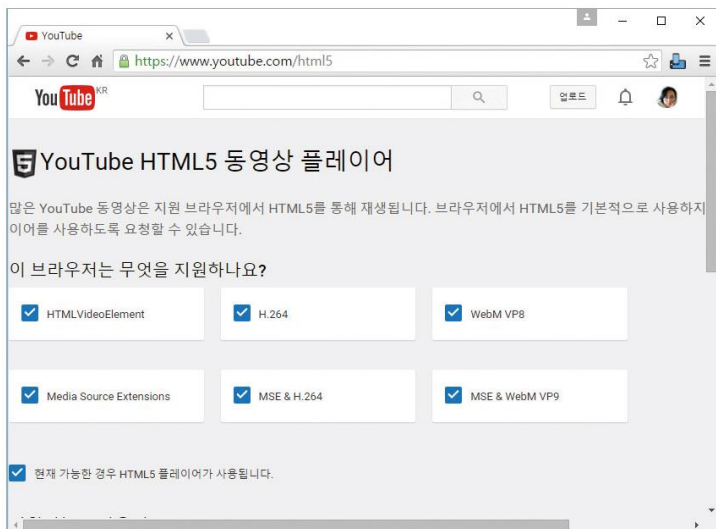 YouTube
https://www.youtube.com/html5
You Tube KR
업로드
YouTube HTML5 동영상 플레이어
많은 YouTube 동영상은 지원 브라우저에서 HTML5를 통해 재생됩니다. 브라우저에서 HTML5를 기본적으로 사용하지
이어를 사용하도록 요청할 수 있습니다.
이 브라우저는 무엇을 지원하나요?
HTMLVideoElement
H.264
WebM VP8
Media Source Extensions
MSE & H.264
MSE & WebM VP9
현재 가능한 경우 HTML5 플레이어가 사용됩니다.